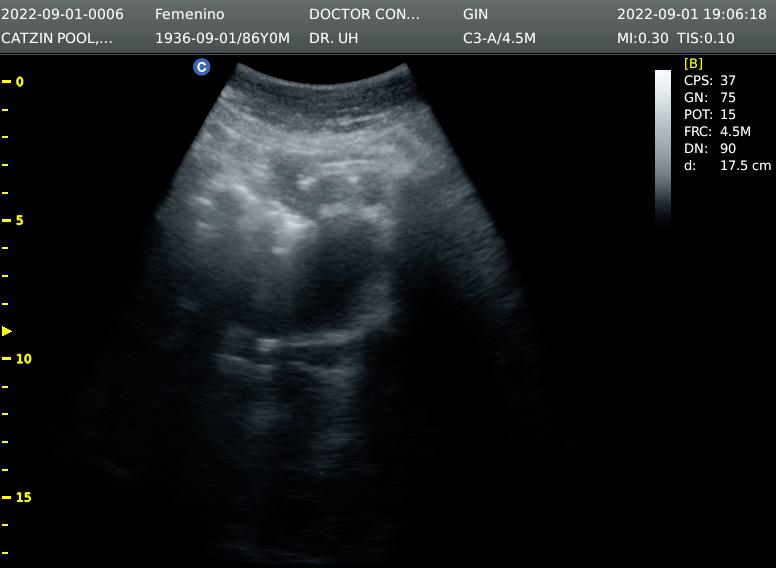 2022-09-01-0006 Femenino DOCTOR CON... GIN 2022-09-01 19:06:18
CATZIN POOL,... 1936-09-01/86Y0M DR. UH C3-A/4.5M MI:0.30 TIS:0.10
C
[B]
CPS: 37
GN: 75
POT: 15
FRC: 4.5M
DN: 90
d: 17.5 cm
0
5
10
15